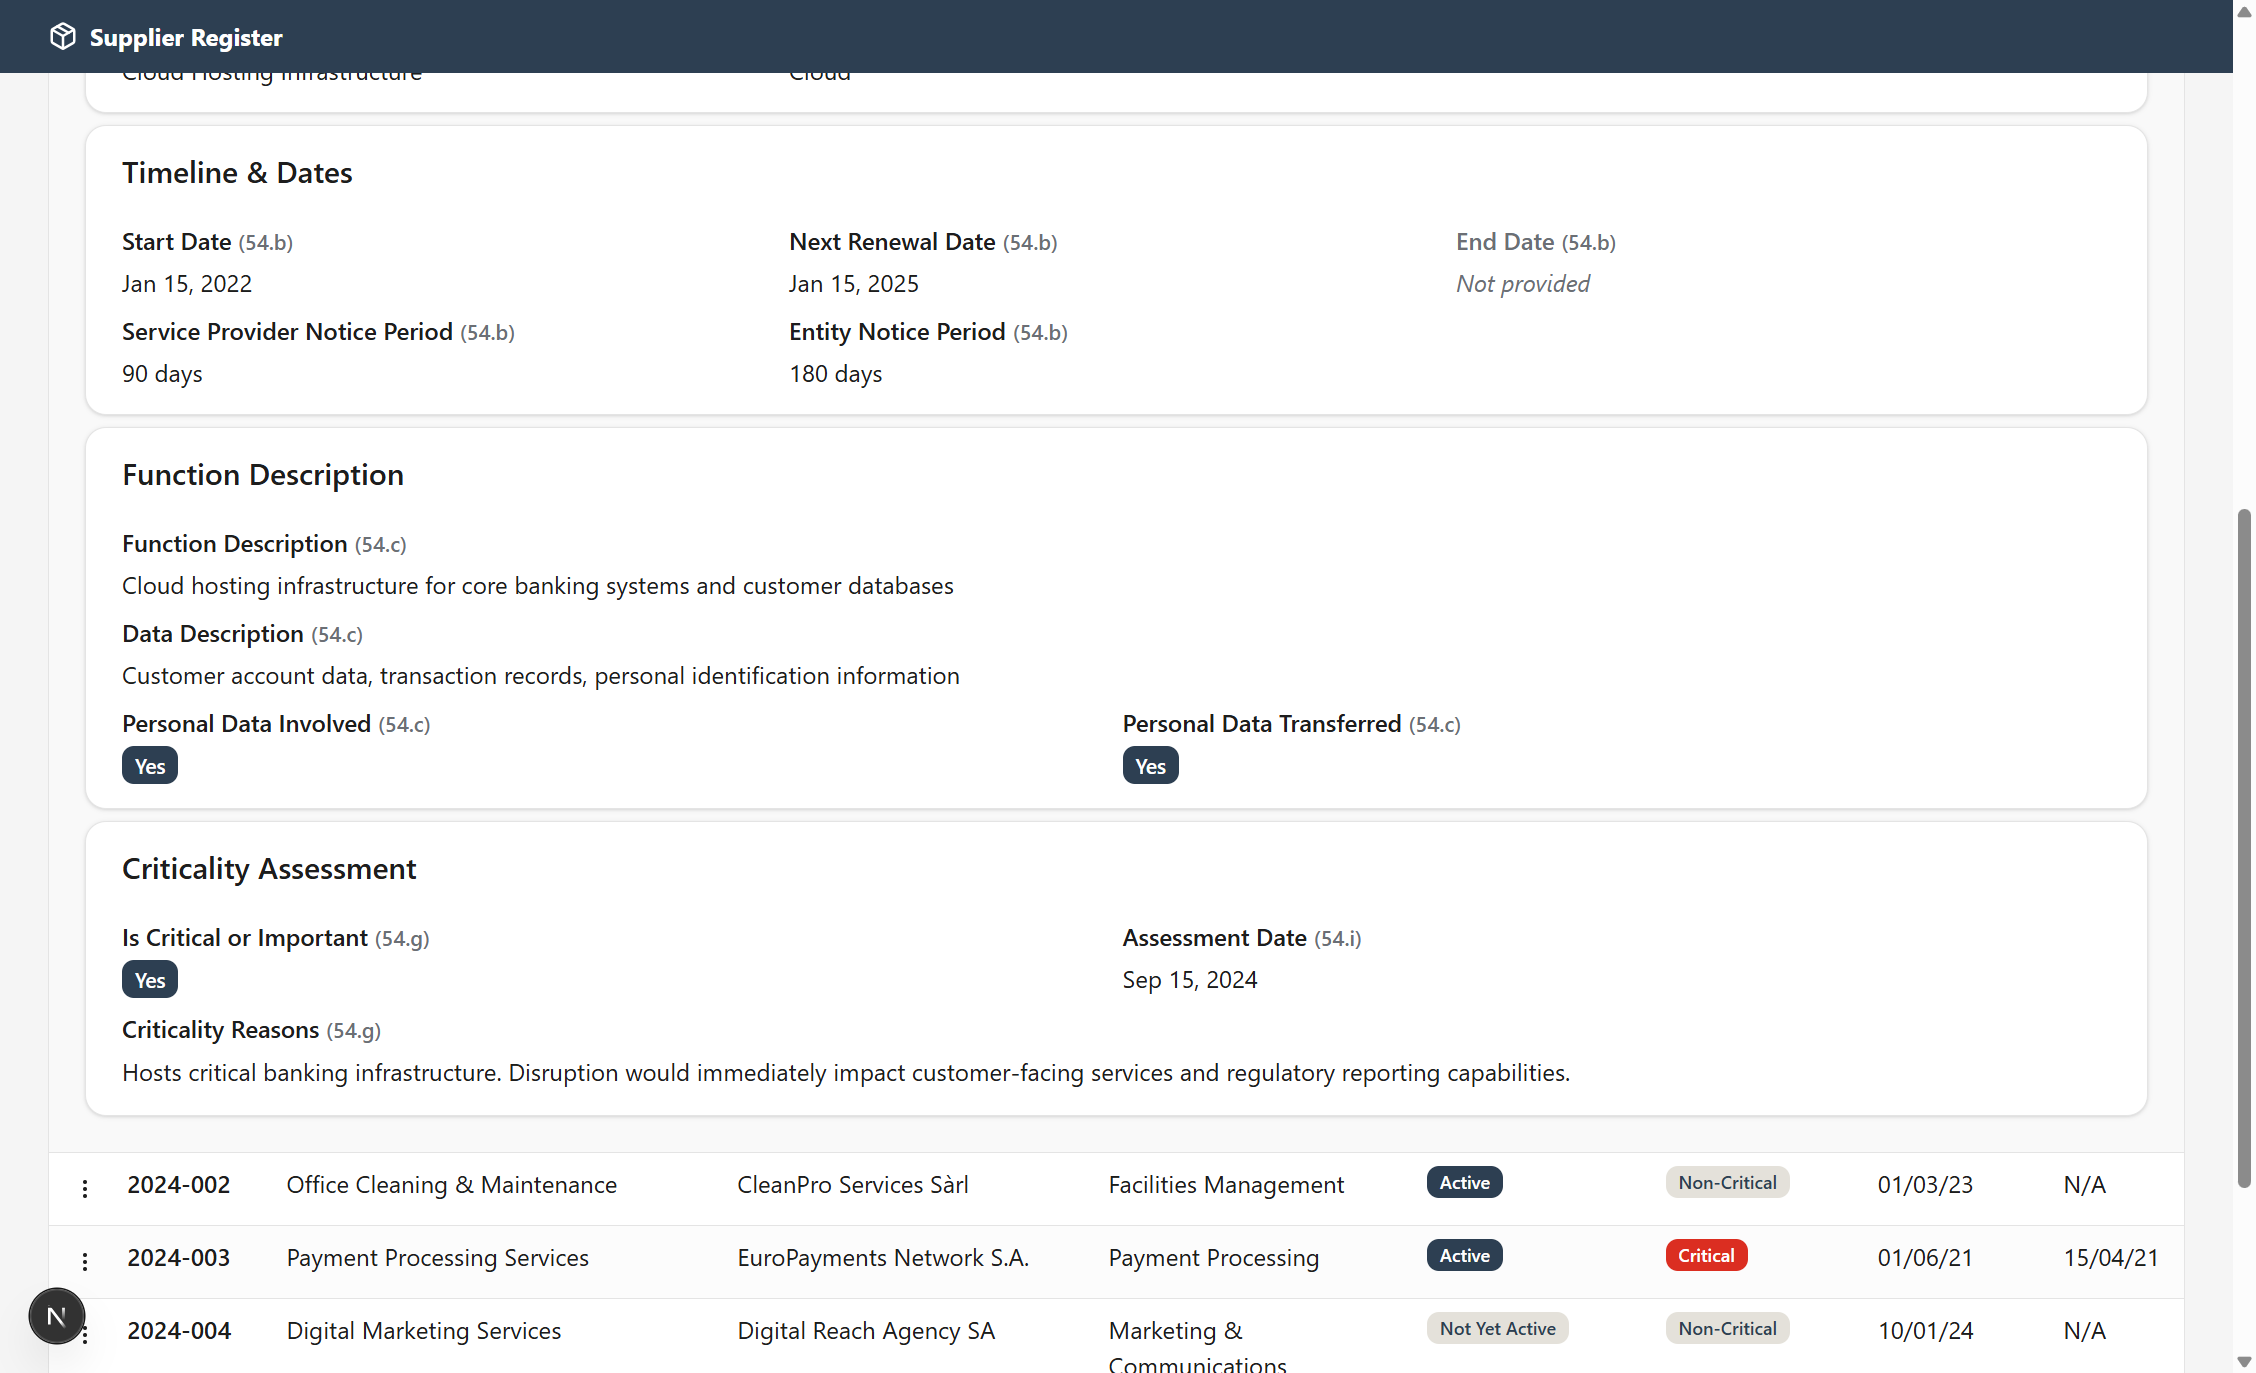 Supplier Register
Cloud Hosting Infrastructure Cloud
Timeline & Dates
Start Date (54.b) Next Renewal Date (54.b) End Date (54.b)
Jan 15, 2022 Jan 15, 2025 Not provided
Service Provider Notice Period (54.b) Entity Notice Period (54.b)
90 days 180 days
Function Description
Function Description (54.c)
Cloud hosting infrastructure for core banking systems and customer databases
Data Description (54.c)
Customer account data, transaction records, personal identification information
Personal Data Involved (54.c) Personal Data Transferred (54.c)
Yes Yes
Criticality Assessment
Is Critical or Important (54.g) Assessment Date (54.i)
Yes Sep 15, 2024
Criticality Reasons (54.g)
Hosts critical banking infrastructure. Disruption would immediately impact customer-facing services and regulatory reporting capabilities.
2024-002 Office Cleaning & Maintenance CleanPro Services Sàrl Facilities Management Active Non-Critical 01/03/23 N/A
2024-003 Payment Processing Services EuroPayments Network S.A. Payment Processing Active Critical 01/06/21 15/04/21
N
2024-004 Digital Marketing Services Digital Reach Agency SA Marketing & Not Yet Active Non-Critical 10/01/24 N/A
Communications